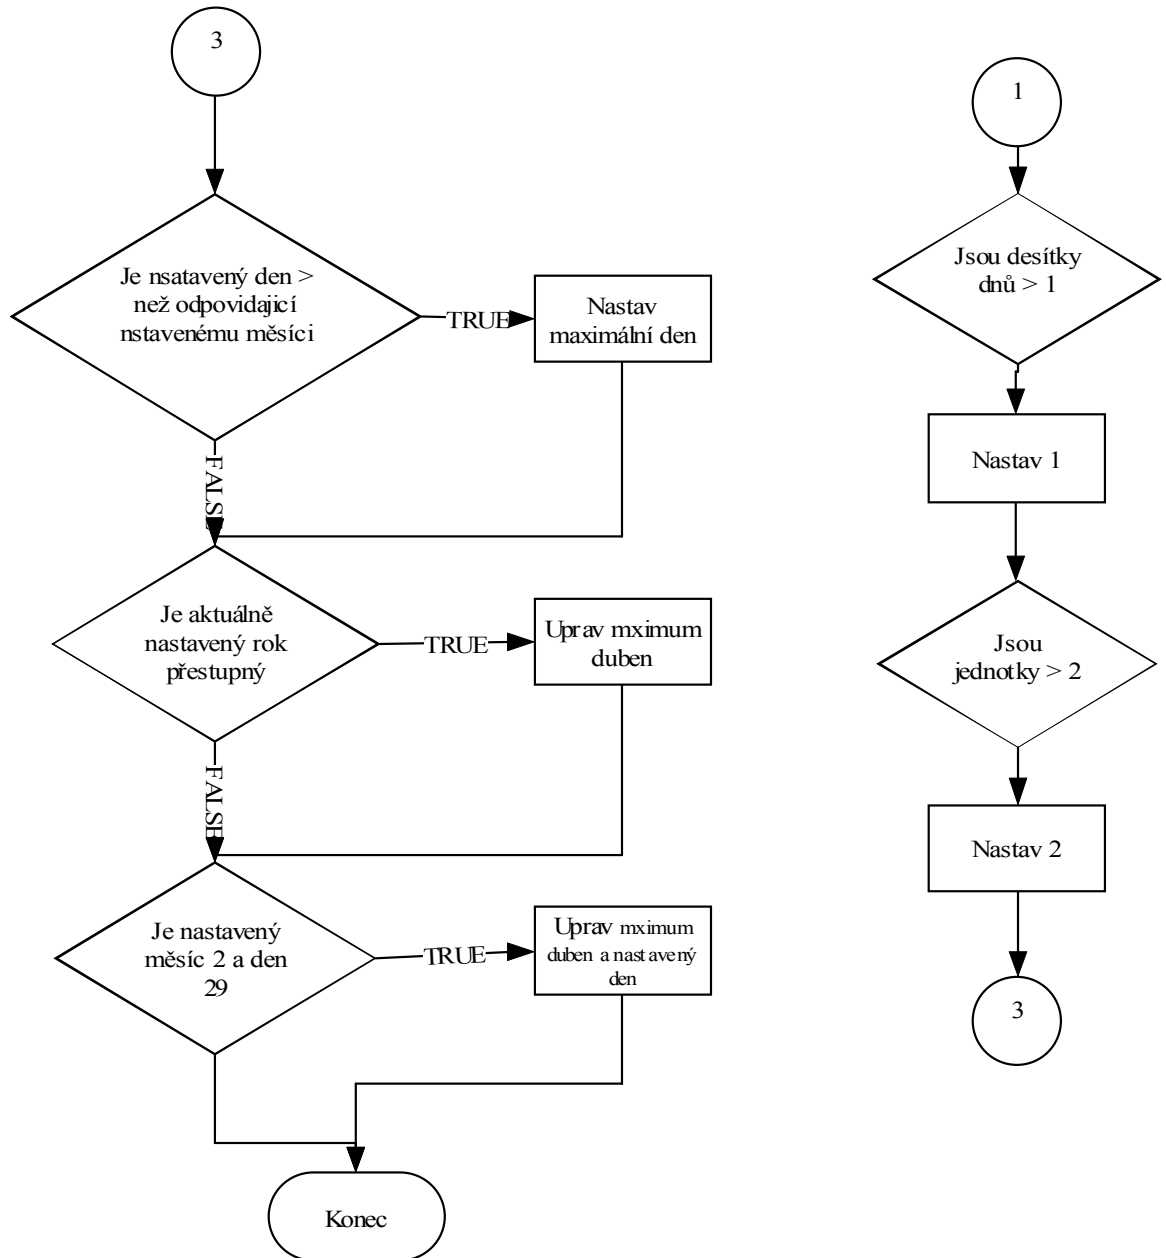 3
Je nsatavený den >
než odpovidajicí
nstavenému měsíci
TRUE
Nastav
maximální den
FALSE
Je aktuálně
nastavený rok
přestupný
TRUE
Uprav mximum
duben
FALSE
Je nastavený
měsíc 2 a den
29
TRUE
Uprav mximum
duben a nastavený
den
Konec
1
Jsou desítky
dnů > 1
Nastav 1
Jsou
jednotky > 2
Nastav 2
3